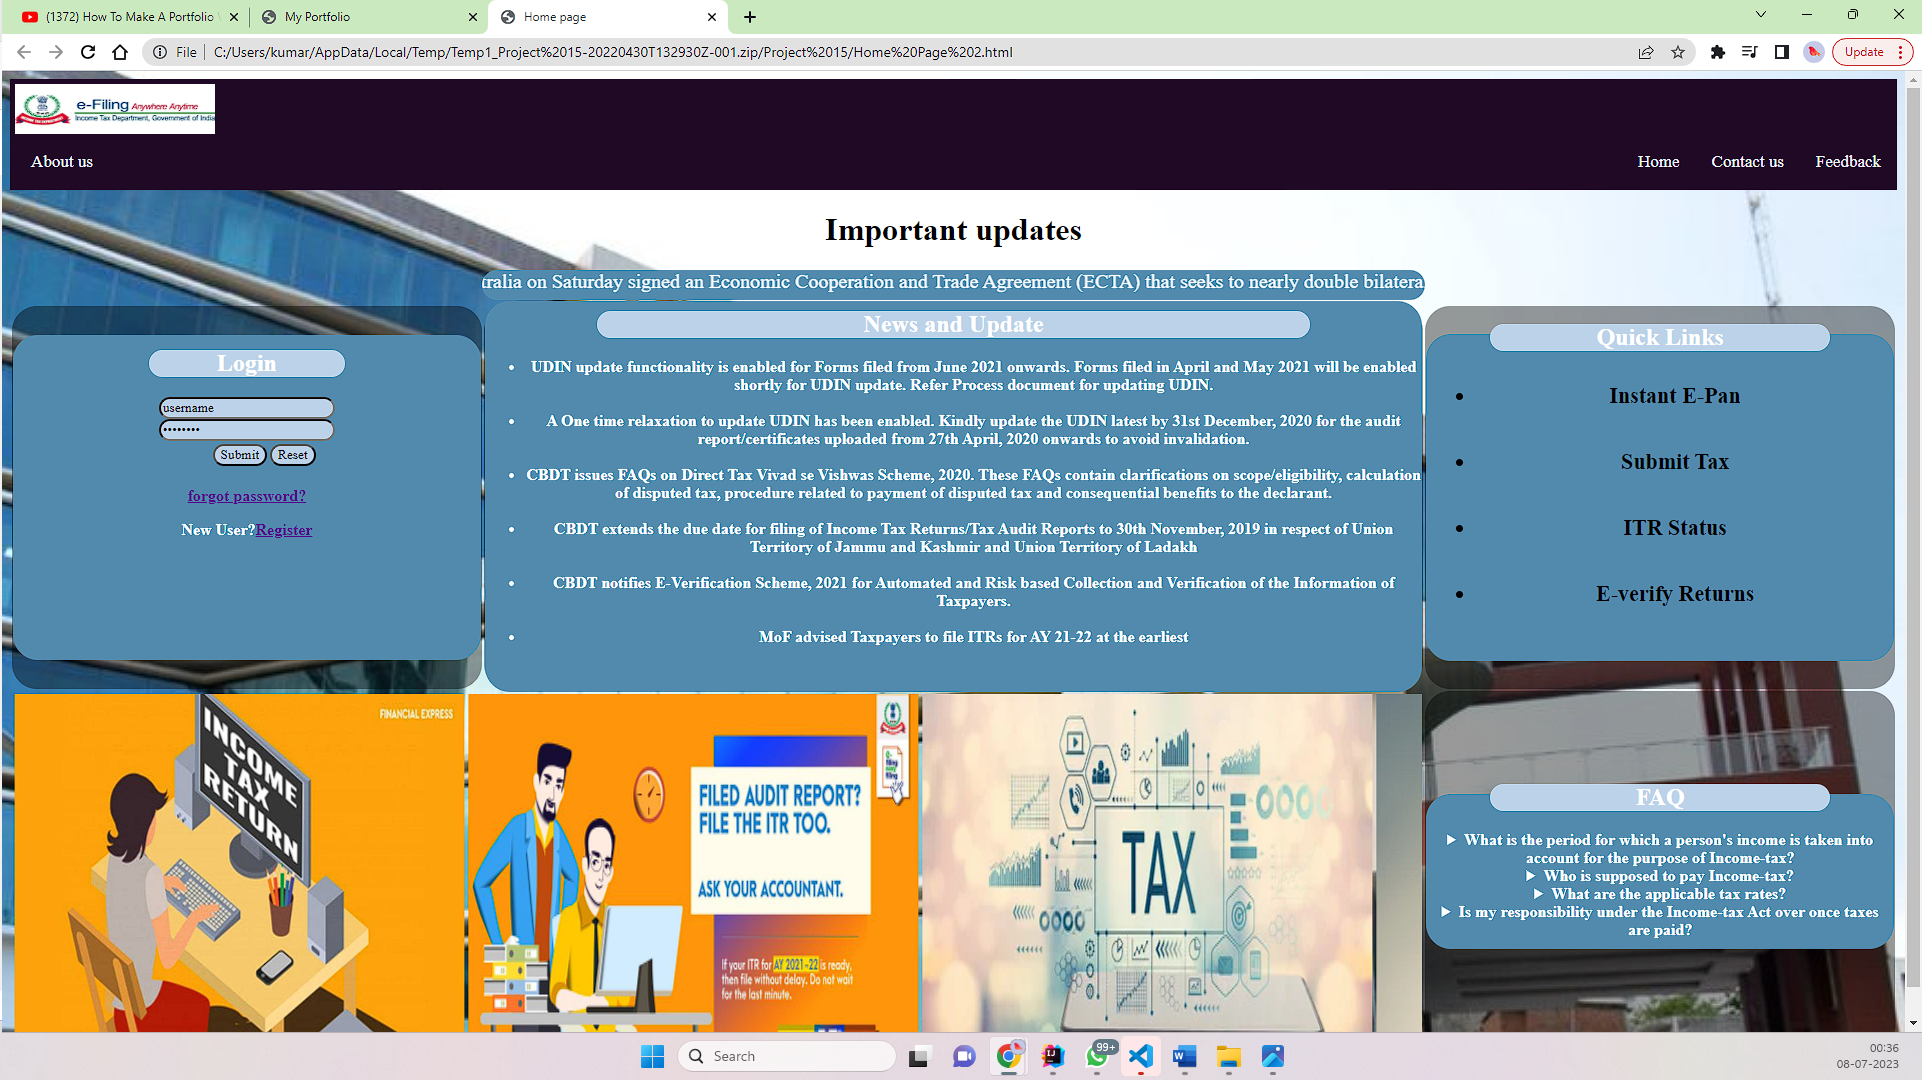 (1372) How To Make A Portfolio
My Portfolio
Home page
File
C:/Users/kumar/AppData/Local/Temp/Temp1_Project%2015-20220430T132930Z-001.zip/Project%2015/Home%20Page%202.html
Update
e-Filing Anywhere Anytime
Income Tax Department, Government of India
About us
Home
Contact us
Feedback
Important updates
tralia on Saturday signed an Economic Cooperation and Trade Agreement (ECTA) that seeks to nearly double bilatera
Login
username
••••••••
Submit
Reset
forgot password?
New User?Register
News and Update
• UDIN update functionality is enabled for Forms filed from June 2021 onwards. Forms filed in April and May 2021 will be enabled
shortly for UDIN update. Refer Process document for updating UDIN.
• A One time relaxation to update UDIN has been enabled. Kindly update the UDIN latest by 31st December, 2020 for the audit
report/certificates uploaded from 27th April, 2020 onwards to avoid invalidation.
• CBDT issues FAQs on Direct Tax Vivad se Vishwas Scheme, 2020. These FAQs contain clarifications on scope/eligibility, calculation
of disputed tax, procedure related to payment of disputed tax and consequential benefits to the declarant.
• CBDT extends the due date for filing of Income Tax Returns/Tax Audit Reports to 30th November, 2019 in respect of Union
Territory of Jammu and Kashmir and Union Territory of Ladakh
• CBDT notifies E-Verification Scheme, 2021 for Automated and Risk based Collection and Verification of the Information of
Taxpayers.
• MoF advised Taxpayers to file ITRs for AY 21-22 at the earliest
Quick Links
• Instant E-Pan
• Submit Tax
• ITR Status
• E-verify Returns
FINANCIAL EXPRESS
INCOME
TAX
RETURN
FILED AUDIT REPORT?
FILE THE ITR TOO.
ASK YOUR ACCOUNTANT.
If your ITR for AY 2021-22 is ready,
then file without delay. Do not wait
for the last minute.
TAX
FAQ
▶ What is the period for which a person's income is taken into
account for the purpose of Income-tax?
▶ Who is supposed to pay Income-tax?
▶ What are the applicable tax rates?
▶ Is my responsibility under the Income-tax Act over once taxes
are paid?
Search
99+
00:36
08-07-2023